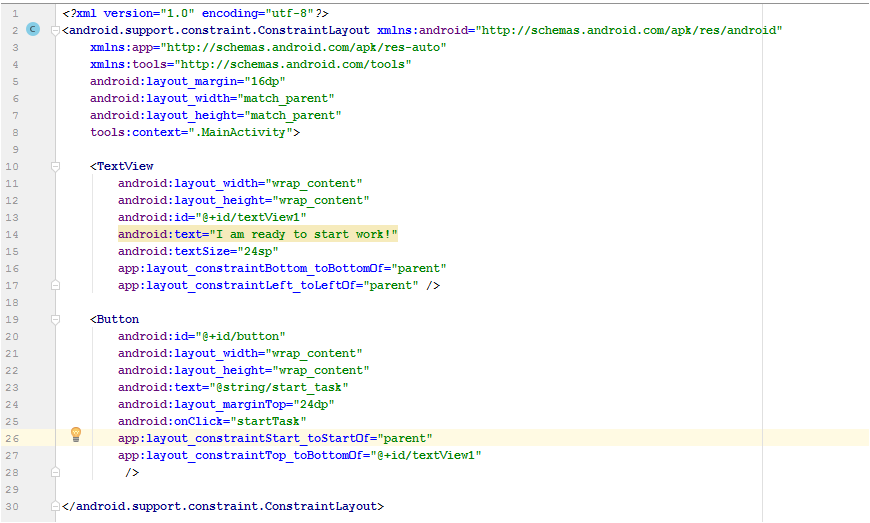 1 <?xml version="1.0" encoding="utf-8"?>
2 C <android.support.constraint.ConstraintLayout xmlns:android="http://schemas.android.com/apk/res/android"
3     xmlns:app="http://schemas.android.com/apk/res-auto"
4     xmlns:tools="http://schemas.android.com/tools"
5     android:layout_margin="16dp"
6     android:layout_width="match_parent"
7     android:layout_height="match_parent"
8     tools:context=".MainActivity">
9
10     <TextView
11         android:layout_width="wrap_content"
12         android:layout_height="wrap_content"
13         android:id="@+id/textView1"
14         android:text="I am ready to start work!"
15         android:textSize="24sp"
16         app:layout_constraintBottom_toBottomOf="parent"
17         app:layout_constraintLeft_toLeftOf="parent" />
18
19     <Button
20         android:id="@+id/button"
21         android:layout_width="wrap_content"
22         android:layout_height="wrap_content"
23         android:text="@string/start_task"
24         android:layout_marginTop="24dp"
25         android:onClick="startTask"
26         app:layout_constraintStart_toStartOf="parent"
27         app:layout_constraintTop_toBottomOf="@+id/textView1"
28          />
29
30 </android.support.constraint.ConstraintLayout>